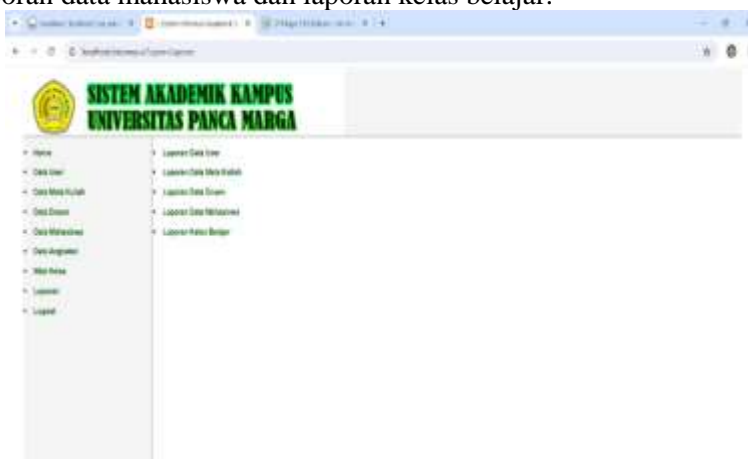 oran data mahasiswa dan laporan kelas belajar.
SISTEM AKADEMIK KAMPUS
UNIVERSITAS PANCA MARGA
Home
Data User
Data Mata Kuliah
Data Dosen
Data Mahasiswa
Data Angkatan
Nilai Kelas
Laporan
Logout
Laporan Data User
Laporan Data Mata Kuliah
Laporan Data Dosen
Laporan Data Mahasiswa
Laporan Kelas Belajar